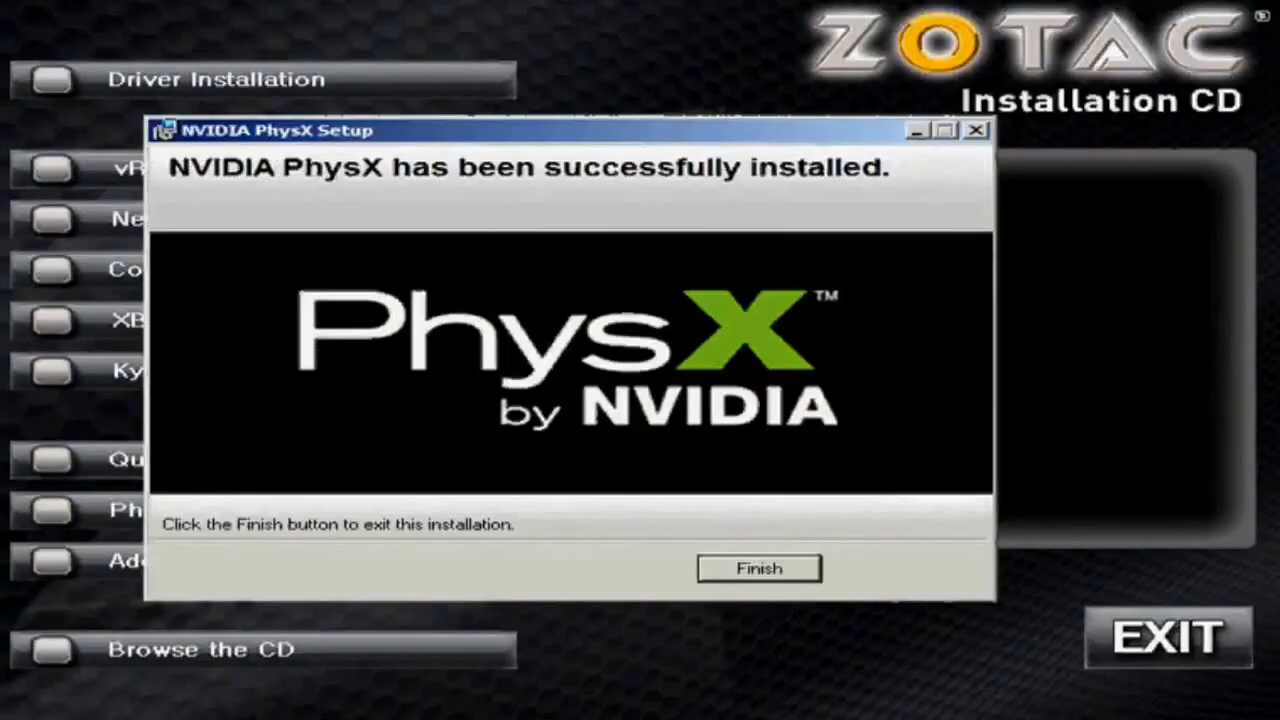 ZOTAC®
Installation CD
Driver Installation
NVIDIA PhysX Setup
NVIDIA PhysX has been successfully installed.
PhysX™
by NVIDIA
Click the Finish button to exit this installation.
Finish
Browse the CD
EXIT